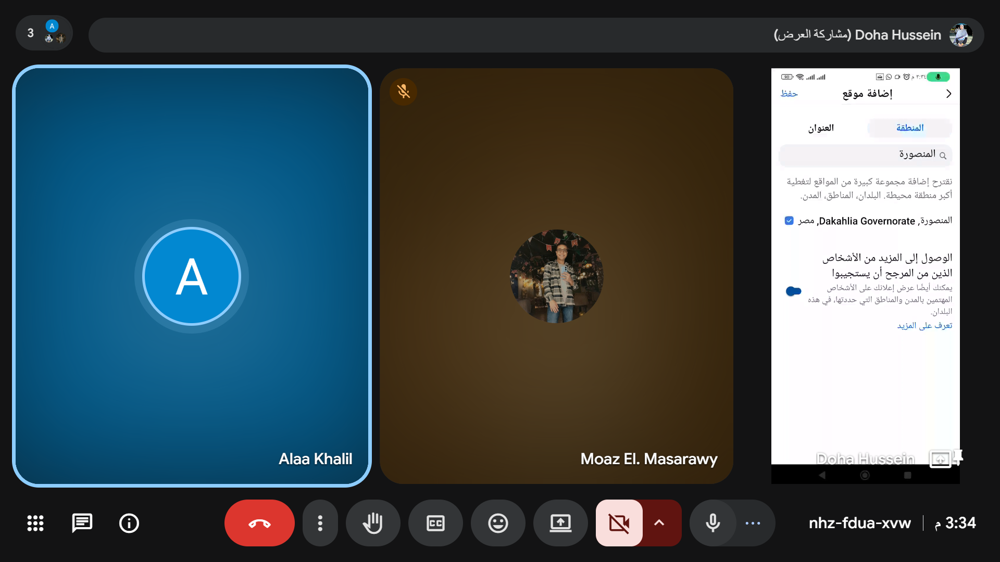 3
A
Doha Hussein (مشاركة العرض)
A
Alaa Khalil
Moaz El. Masarawy
90
٣:٣٤ م
إضافة موقع
حفظ
المنطقة
العنوان
المنصورة
نقترح إضافة مجموعة كبيرة من المواقع لتغطية
أكبر منطقة محيطة. البلدان، المناطق، المدن.
المنصورة, Dakahlia Governorate, مصر
الوصول إلى المزيد من الأشخاص
الذين من المرجح أن يستجيبوا
يمكنك أيضًا عرض إعلانك على الأشخاص
المهتمين بالمدن والمناطق التي حددتها، في هذه
البلدان.
تعرف على المزيد
Doha Hussein
CC
nhz-fdua-xvw
3:34 م